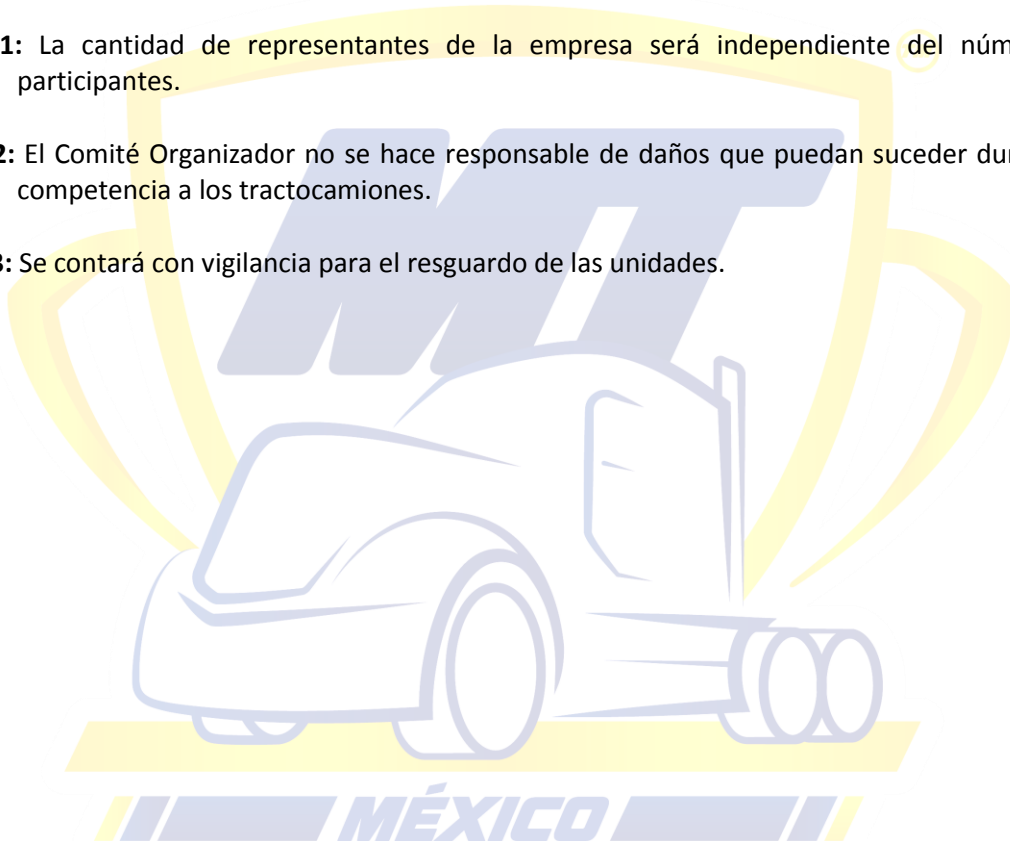 1: La cantidad de representantes de la empresa será independiente del núm
participantes.
2: El Comité Organizador no se hace responsable de daños que puedan suceder dur
competencia a los tractocamiones.
3: Se contará con vigilancia para el resguardo de las unidades.
MT
MÉXICO